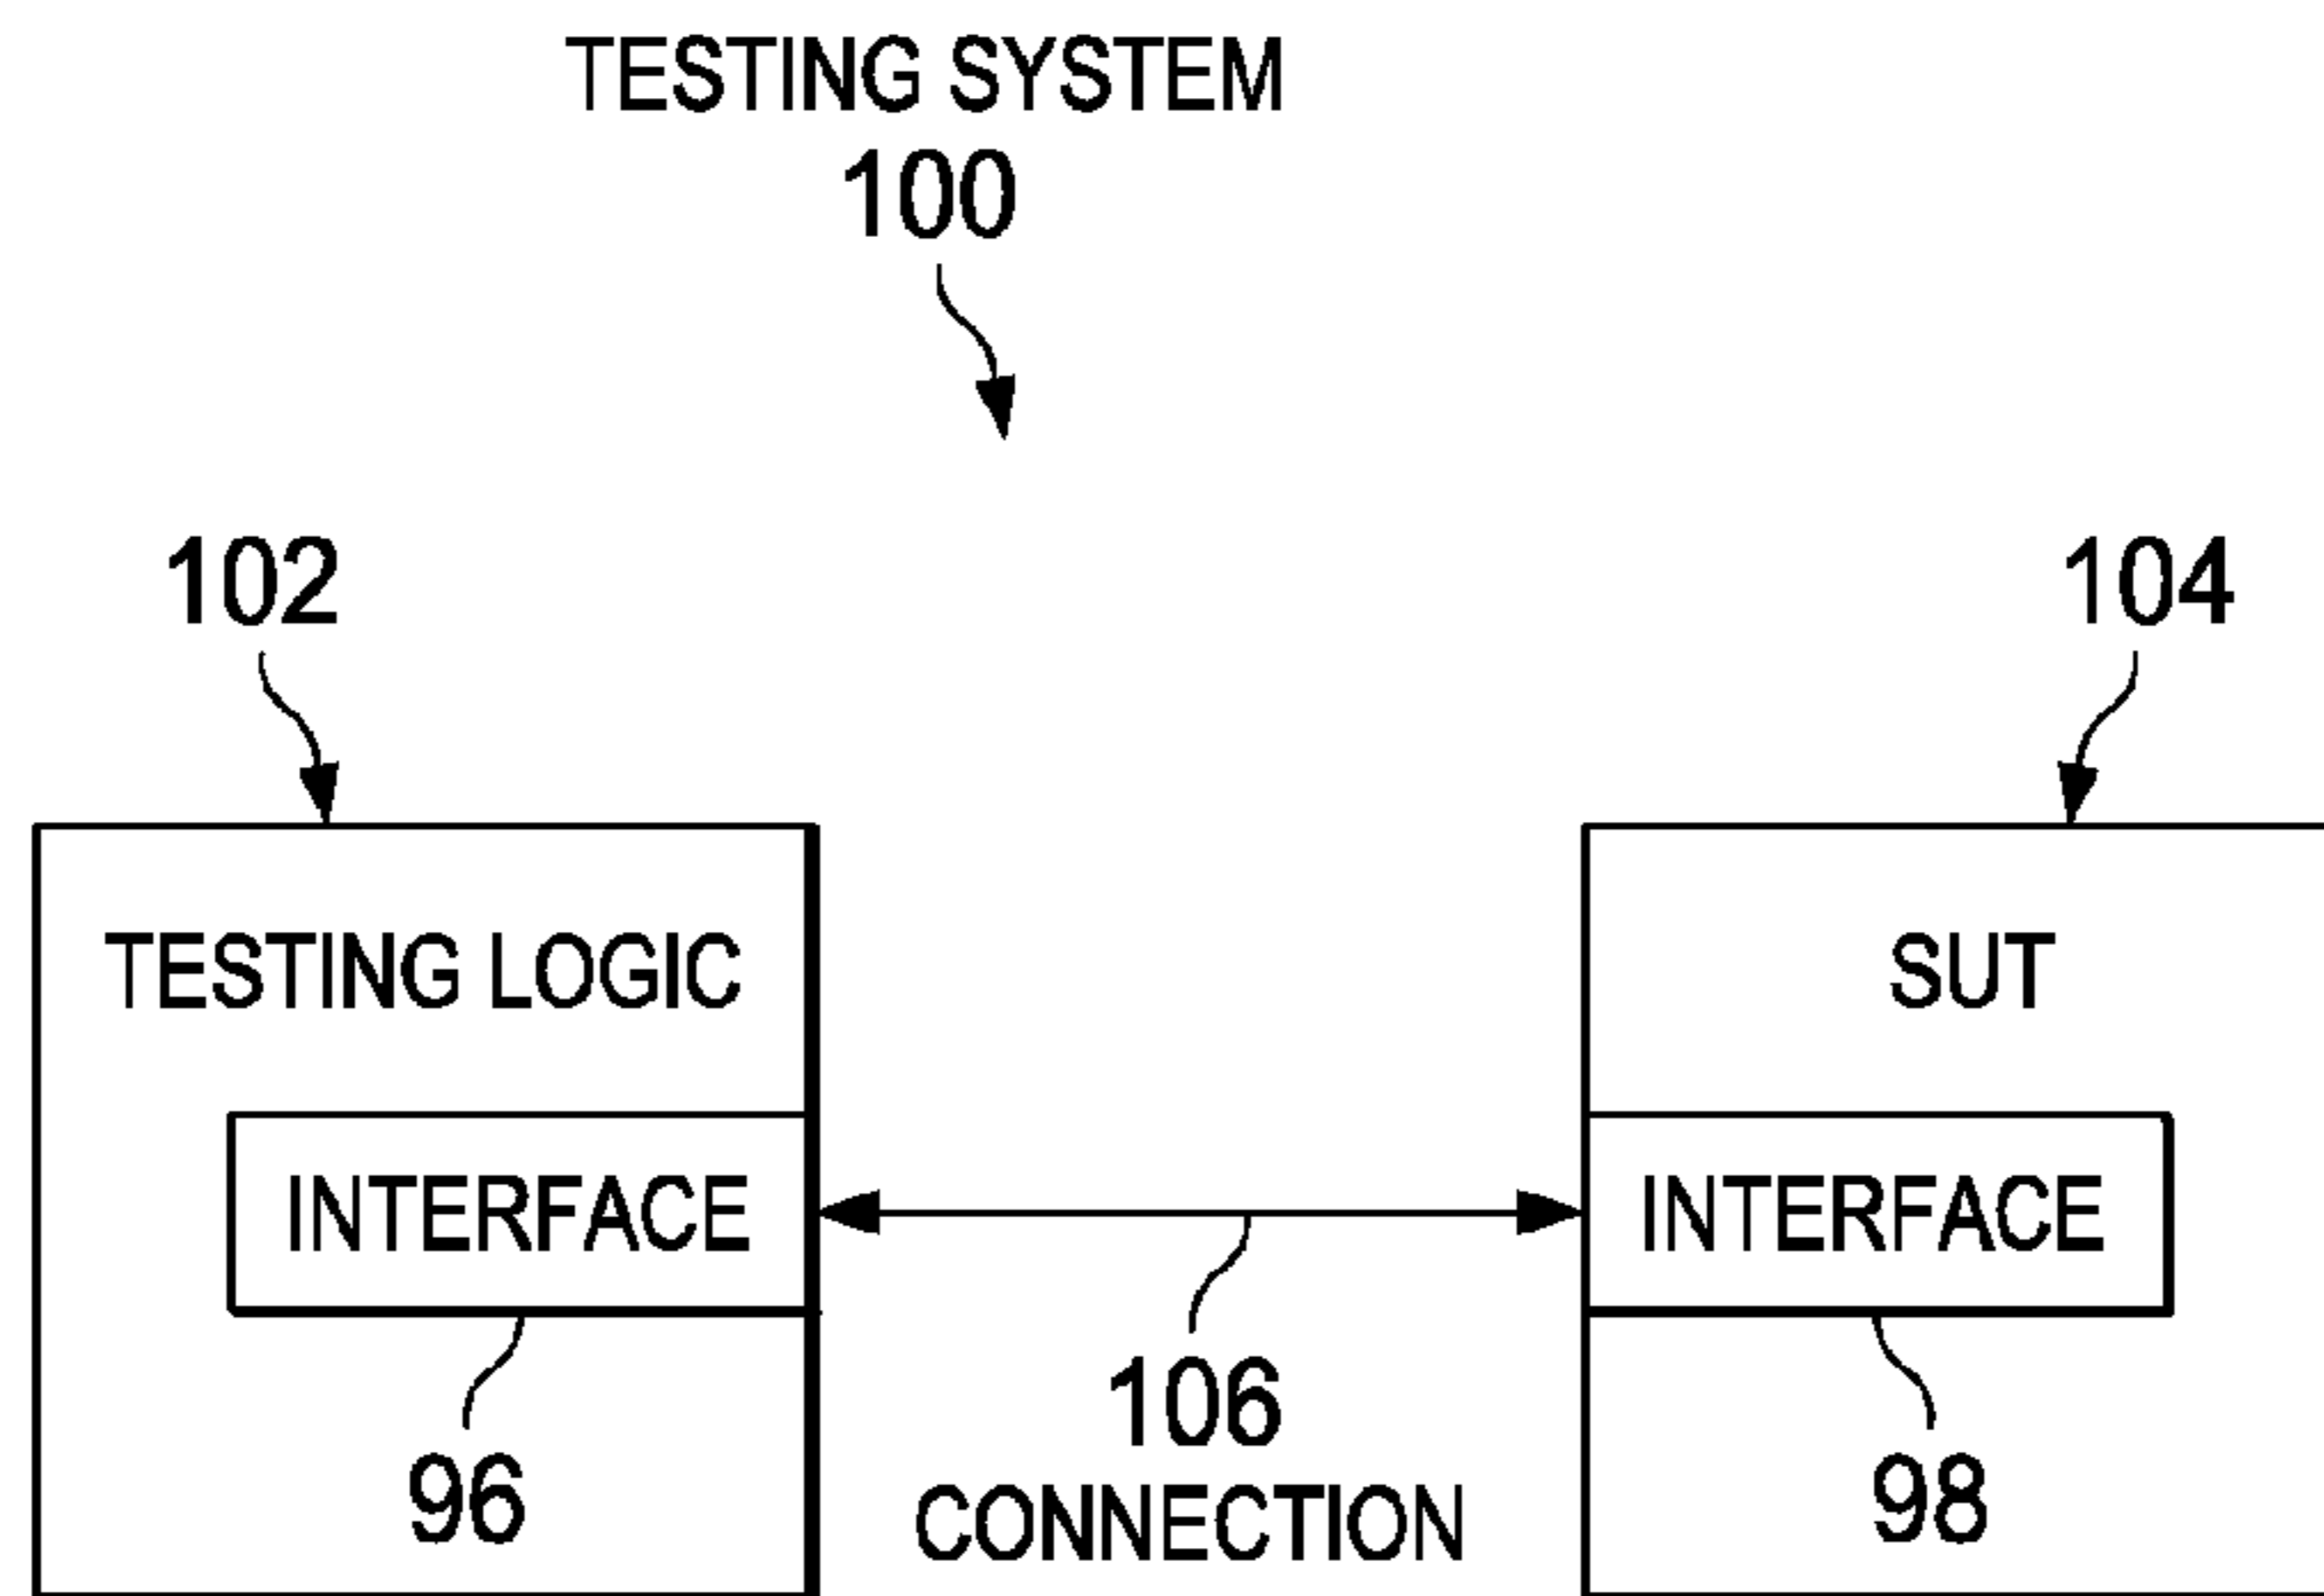 TESTING SYSTEM
100
102
104
TESTING LOGIC
SUT
INTERFACE
INTERFACE
106
CONNECTION
96
98